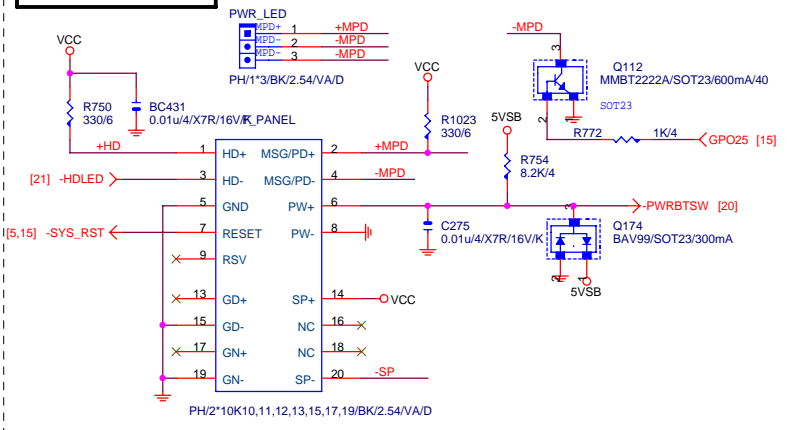 PWR_LED
MPD+ 1 +MPD
MPD- 2 -MPD
MPD- 3 -MPD
PH/1*3/BK/2.54/VA/D
VCC
R750
330/6
BC431
0.01u/4/X7R/16V/K
F_PANEL
+HD
[21] -HDLED
[5,15] -SYS_RST
1 HD+ MSG/PD+ 2 +MPD
3 HD- MSG/PD- 4 -MPD
5 GND PW+ 6
7 RESET PW- 8
9 RSV
13 GD+ SP+ 14 VCC
15 GD- NC 16
17 GN+ NC 18
19 GN- SP- 20 -SP
PH/2*10K10,11,12,13,15,17,19/BK/2.54/VA/D
VCC
R1023
330/6
5VSB
R754
8.2K/4
C275
0.01u/4/X7R/16V/K
-PWRBTSW [20]
3
Q174
BAV99/SOT23/300mA
2
1
5VSB
-MPD
3
Q112
MMBT2222A/SOT23/600mA/40
SOT23
2
1
R772 1K/4
GPO25 [15]